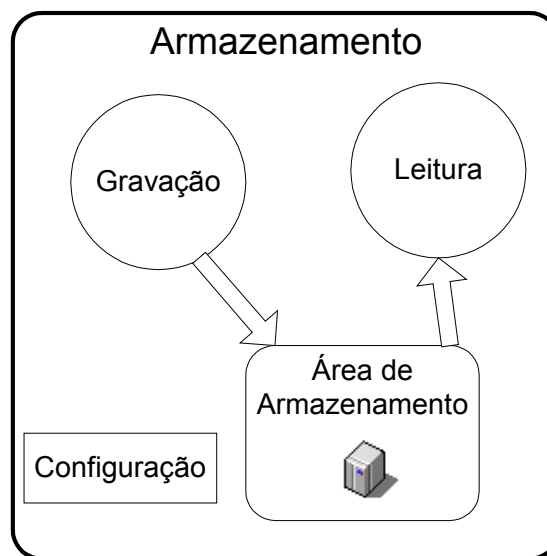 Armazenamento
Gravação
Leitura
Área de
Armazenamento
Configuração